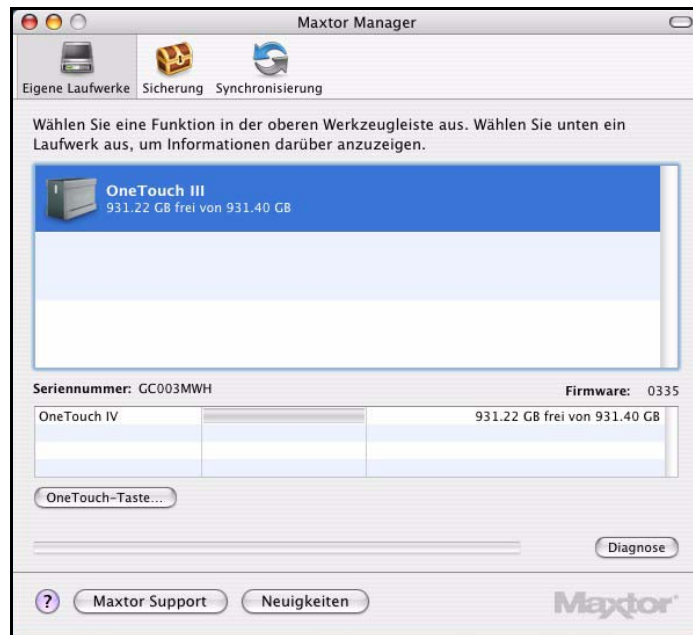 Maxtor Manager
Eigene Laufwerke Sicherung Synchronisierung
Wählen Sie eine Funktion in der oberen Werkzeugleiste aus. Wählen Sie unten ein
Laufwerk aus, um Informationen darüber anzuzeigen.
OneTouch III
931.22 GB frei von 931.40 GB
Seriennummer: GC003MWH Firmware: 0335
OneTouch IV 931.22 GB frei von 931.40 GB
OneTouch-Taste...
Diagnose
? Maxtor Support Neuigkeiten Maxtor